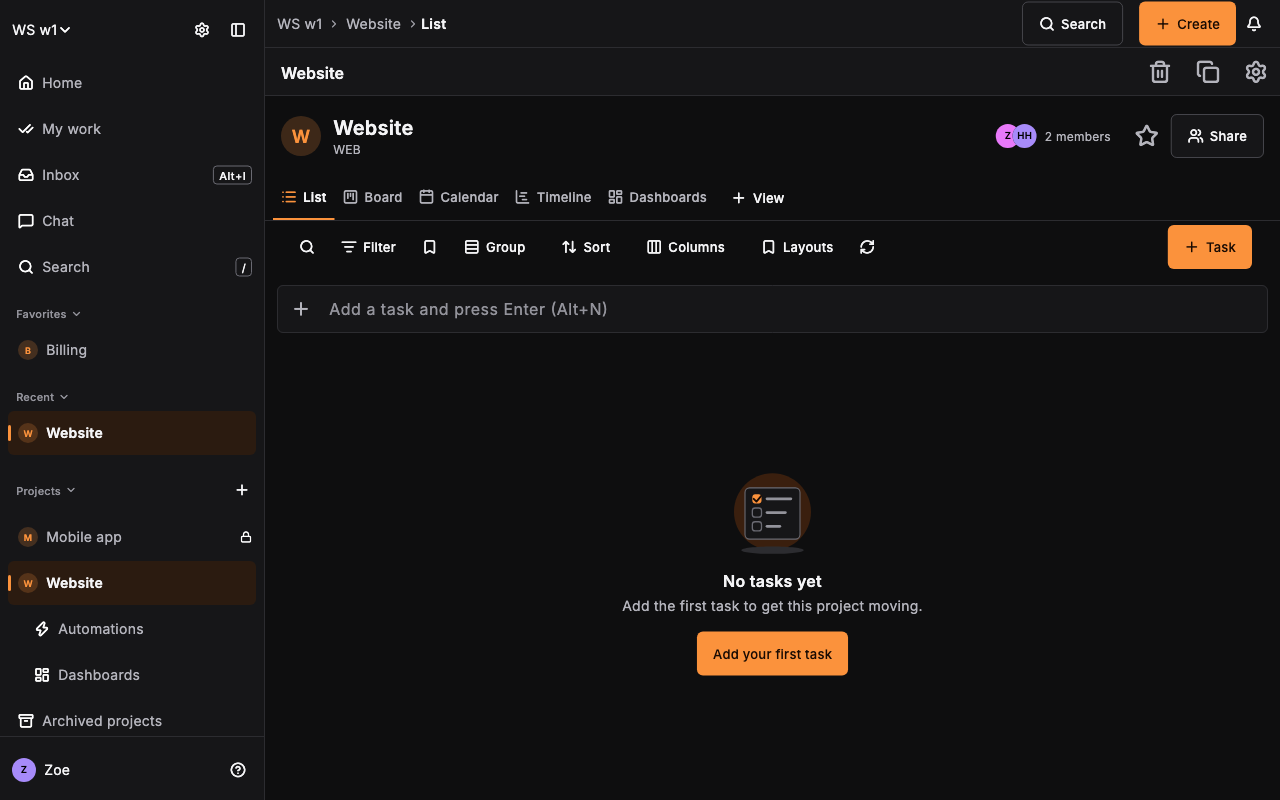 WS w1
Home
My work
Inbox Alt+I
Chat
Search /
Favorites
B Billing
Recent
W Website
Projects
M Mobile app
W Website
Automations
Dashboards
Archived projects
Z Zoe
WS w1 > Website > List
Search
+ Create
Website
W Website
WEB
Z HH 2 members
Share
List Board Calendar Timeline Dashboards + View
Filter Group Sort Columns Layouts
+ Task
+ Add a task and press Enter (Alt+N)
No tasks yet
Add the first task to get this project moving.
Add your first task